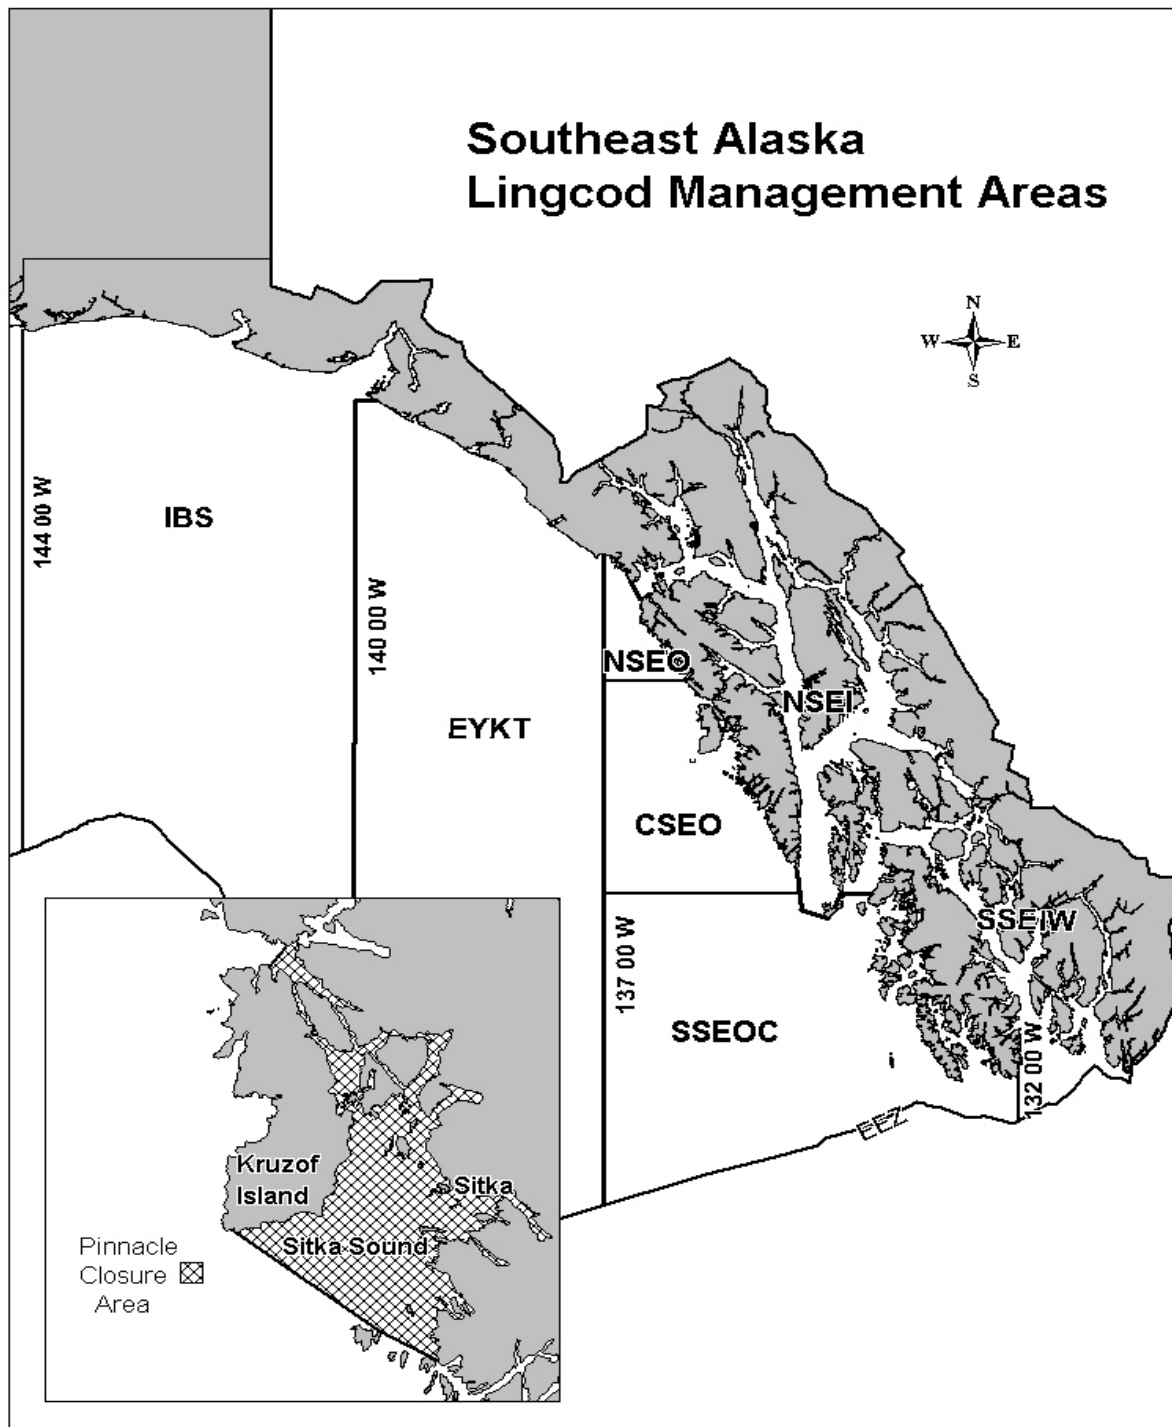 Southeast Alaska
Lingcod Management Areas
N
W E
S
144 00 W
IBS
140 00 W
EYKT
NSEO
NSEI
CSEO
SSEIW
137 00 W
SSEOC
132 00 W
EEZ
Kruzof
Island
Sitka
Sitka Sound
Pinnacle
Closure
Area